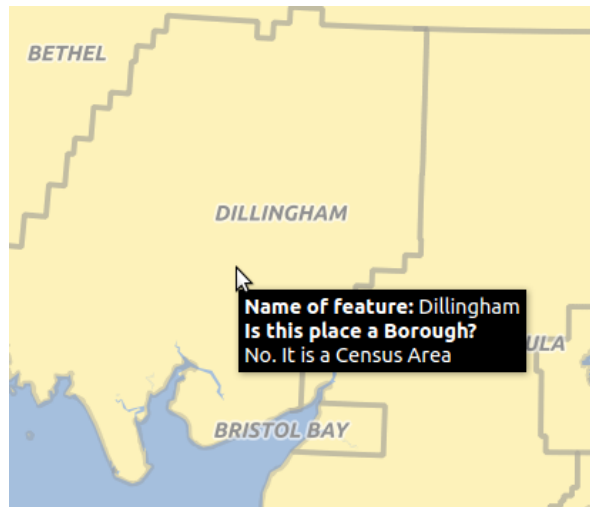 BETHEL
DILLINGHAM
Name of feature: Dillingham
Is this place a Borough?
No. It is a Census Area
ULA
BRISTOL BAY